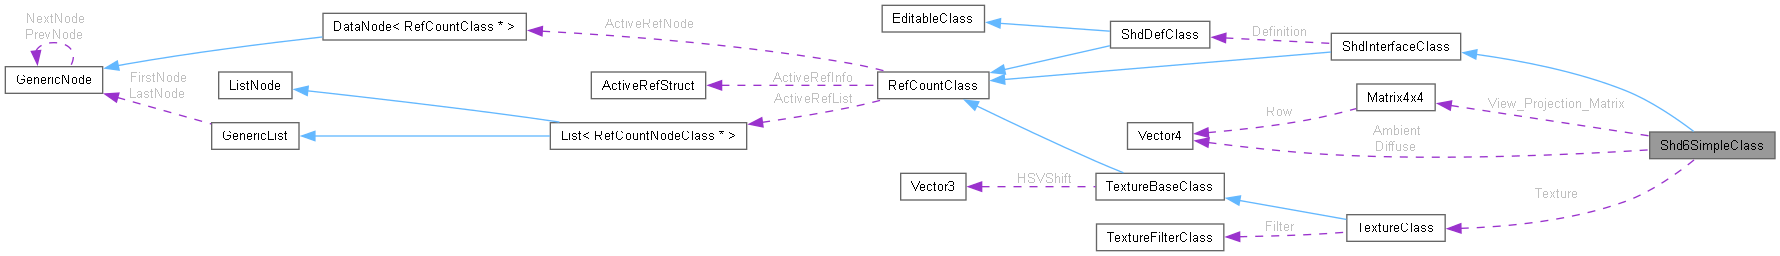 NextNode
PrevNode
GenericNode
DataNode< RefCountClass * >
ActiveRefNode
EditableClass
ShdDefClass
Definition
ShdInterfaceClass
FirstNode
LastNode
ListNode
ActiveRefStruct
ActiveRefInfo
RefCountClass
ActiveRefList
GenericList
List< RefCountNodeClass * >
Matrix4x4
View_Projection_Matrix
Row
Vector4
Ambient
Diffuse
Shd6SimpleClass
Vector3
HSVShift
TextureBaseClass
Texture
TextureFilterClass
Filter
TextureClass